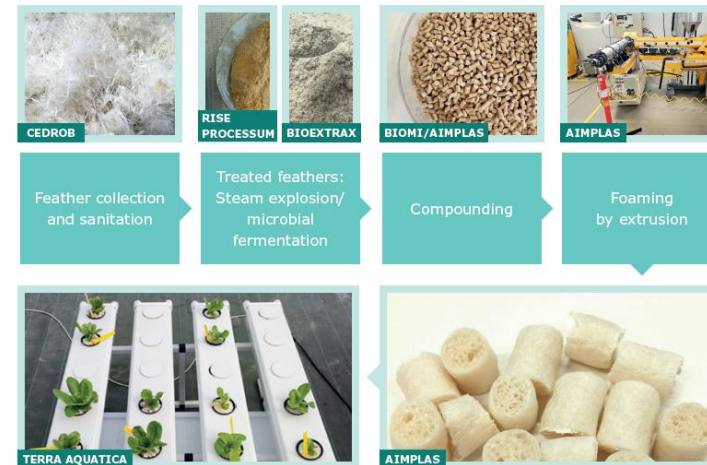 CEDROB
RISE
PROCESSUM
BIOEXTRAX
BIOMI/AIMPLAS
AIMPLAS
Feather collection
and sanitation
Treated feathers:
Steam explosion/
microbial
fermentation
Compounding
Foaming
by extrusion
TERRA AQUATICA
AIMPLAS